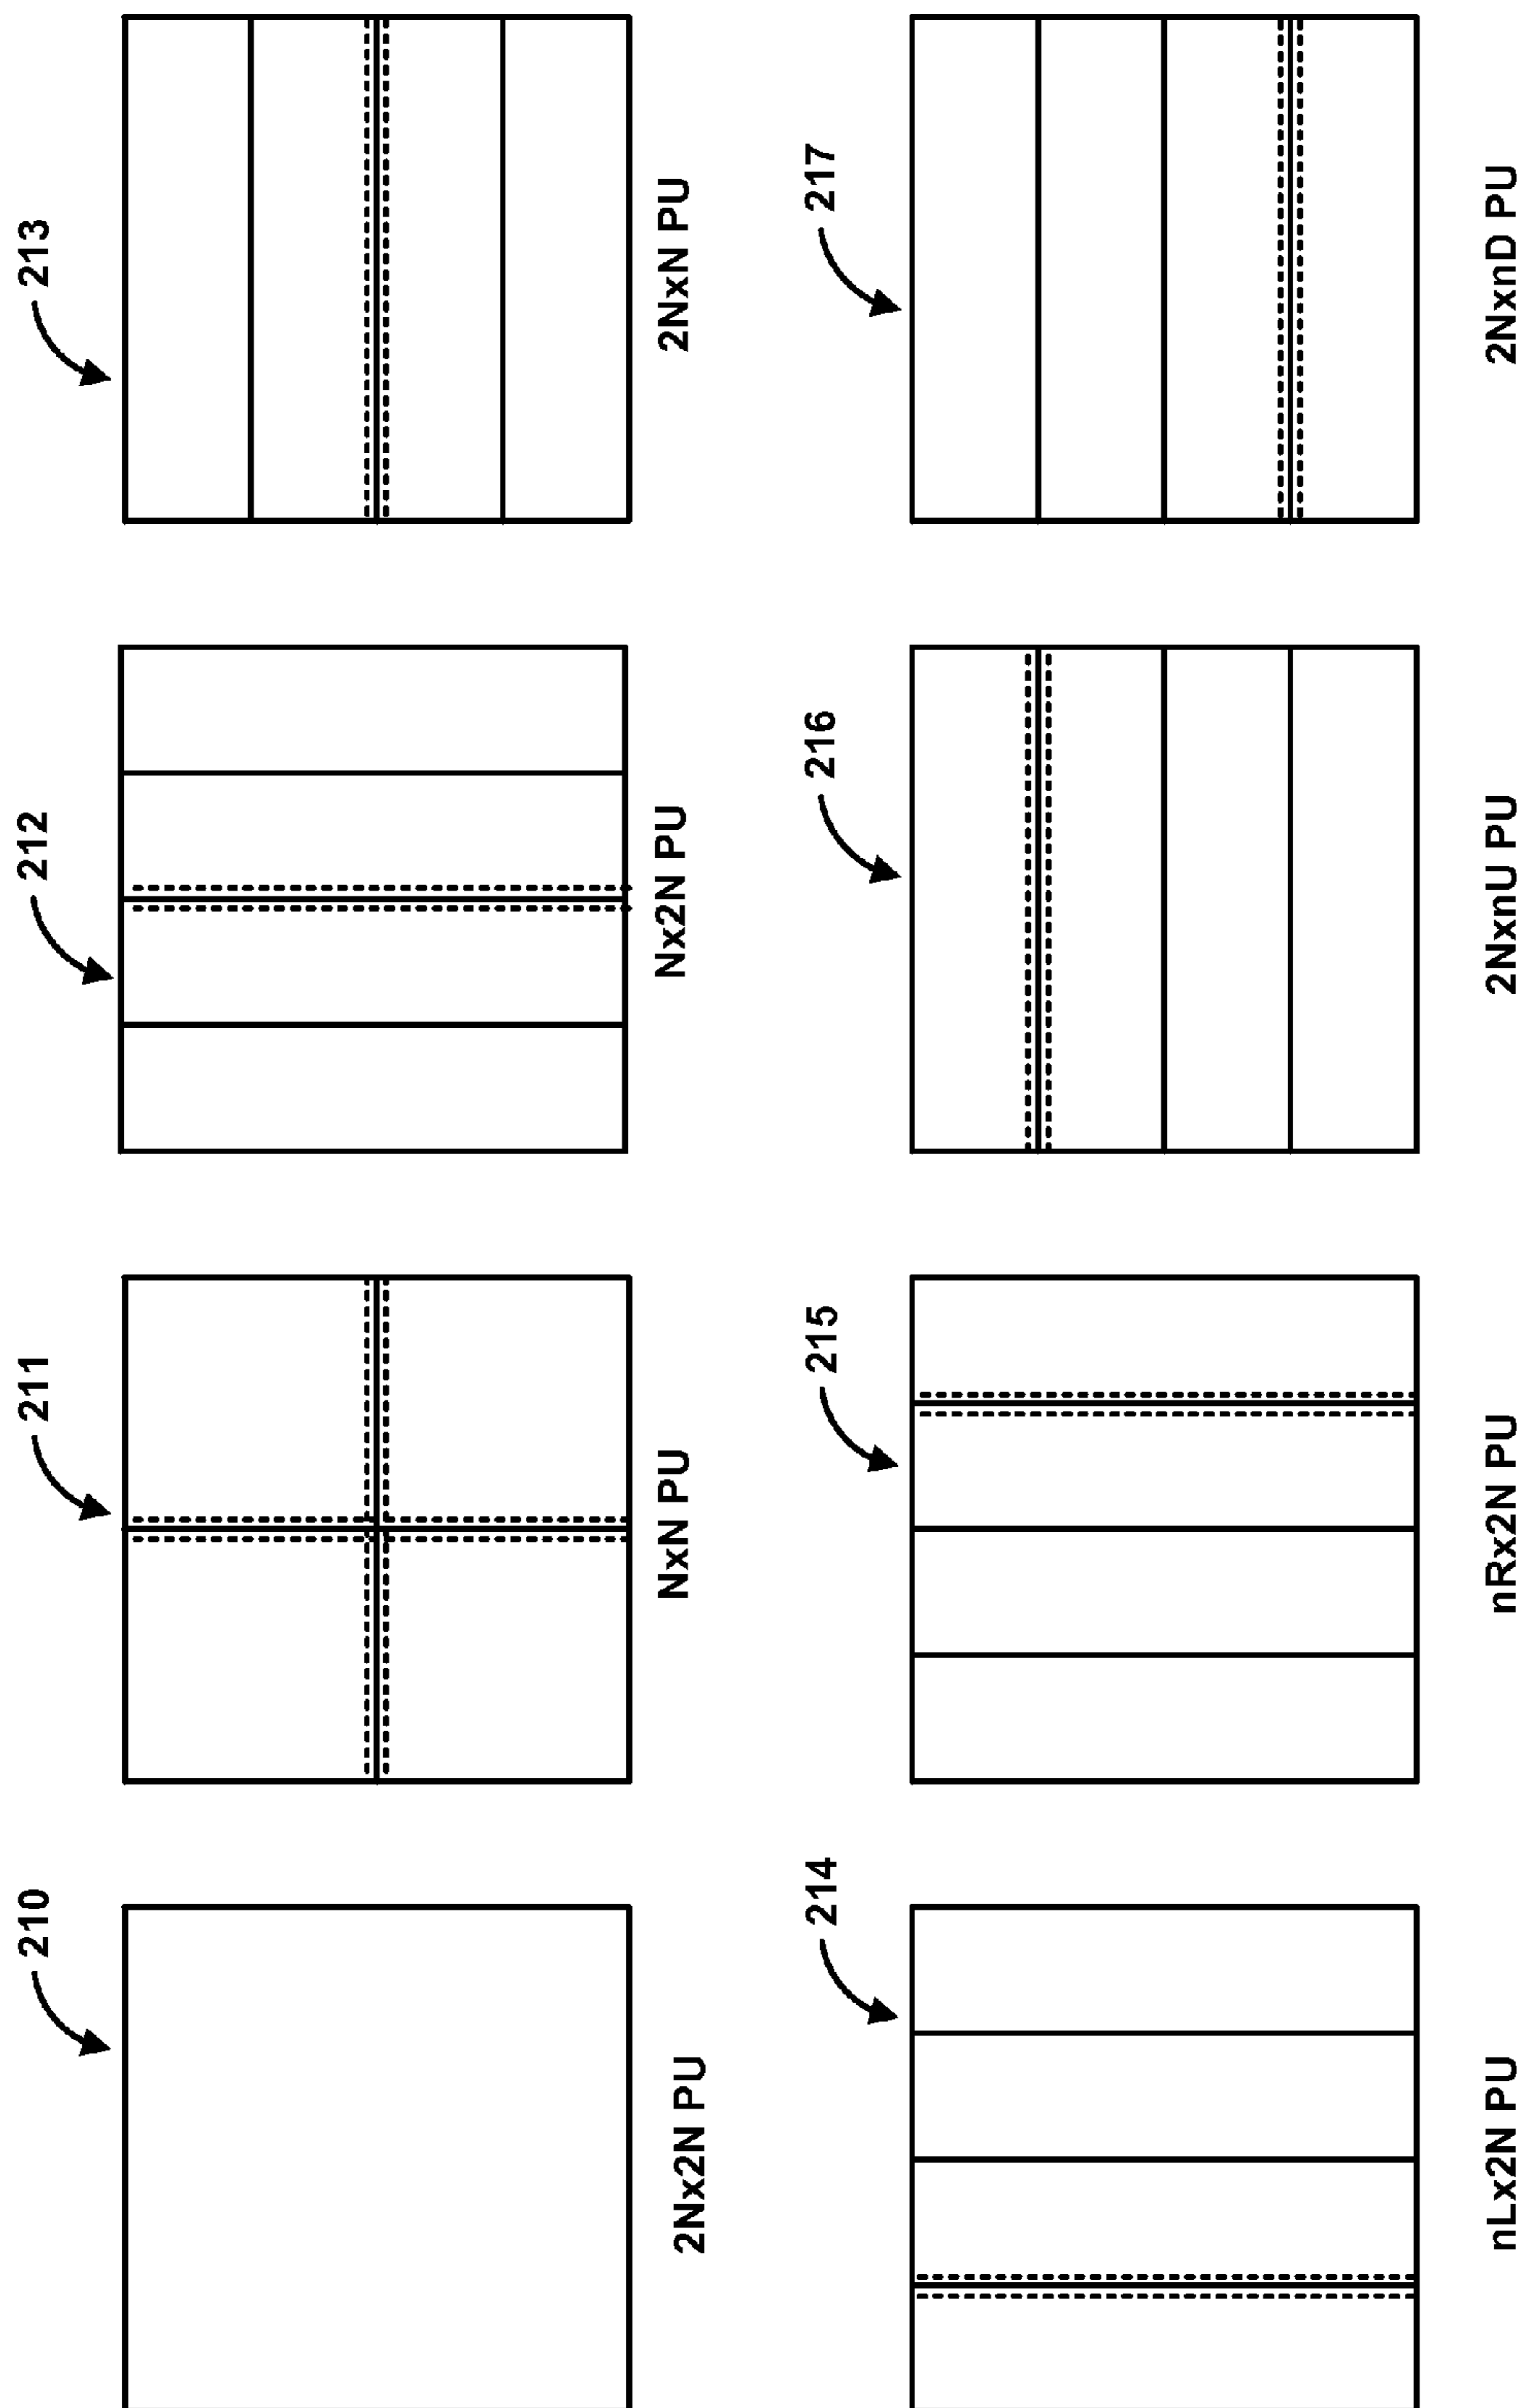 210
211
212
213
2Nx2N PU
NxN PU
Nx2N PU
2NxN PU
214
215
216
217
nLx2N PU
nRx2N PU
2NxnU PU
2NxnD PU